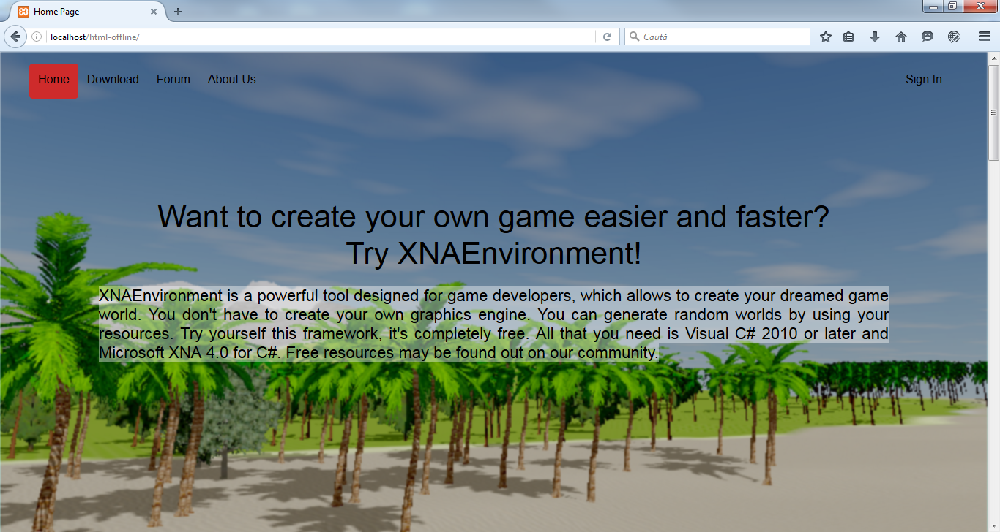 Home Page
localhost/html-offline/
Caută
Home Download Forum About Us Sign In
Want to create your own game easier and faster?
Try XNAEnvironment!
XNAEnvironment is a powerful tool designed for game developers, which allows to create your dreamed game
world. You don't have to create your own graphics engine. You can generate random worlds by using your
resources. Try yourself this framework, it's completely free. All that you need is Visual C# 2010 or later and
Microsoft XNA 4.0 for C#. Free resources may be found out on our community.